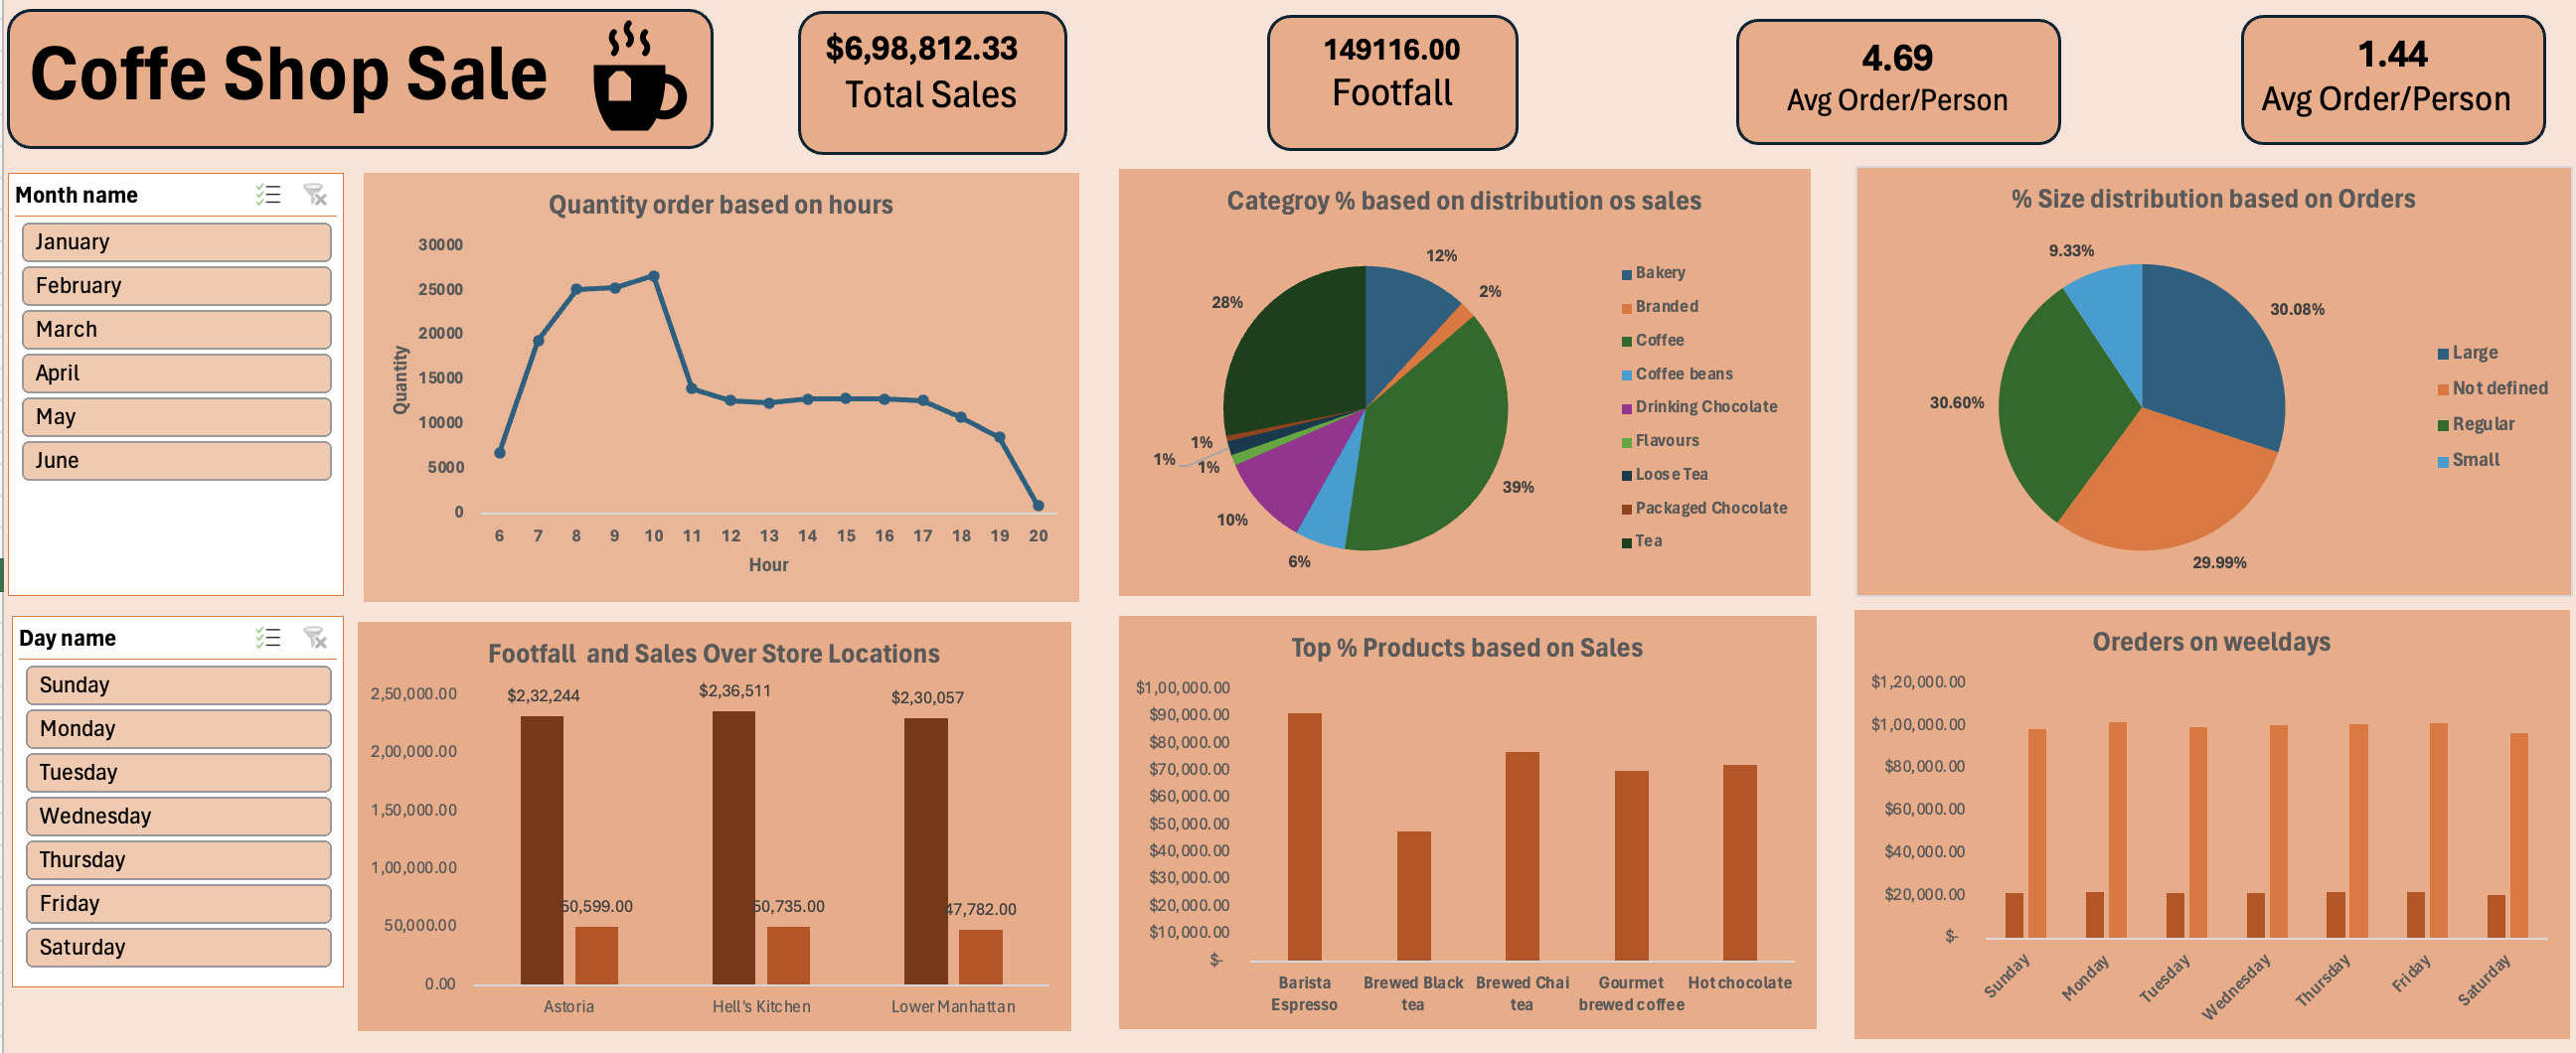 Coffe Shop Sale
$6,98,812.33
Total Sales
149116.00
Footfall
4.69
Avg Order/Person
1.44
Avg Order/Person
Month name
January
February
March
April
May
June
Day name
Sunday
Monday
Tuesday
Wednesday
Thursday
Friday
Saturday
Quantity order based on hours
Quantity
30000
25000
20000
15000
10000
5000
0
6 7 8 9 10 11 12 13 14 15 16 17 18 19 20
Hour
Categroy % based on distribution os sales
12%
2%
39%
6%
10%
1%
1%
1%
28%
Bakery
Branded
Coffee
Coffee beans
Drinking Chocolate
Flavours
Loose Tea
Packaged Chocolate
Tea
% Size distribution based on Orders
9.33%
30.08%
30.60%
29.99%
Large
Not defined
Regular
Small
Footfall and Sales Over Store Locations
2,50,000.00
2,00,000.00
1,50,000.00
1,00,000.00
50,000.00
0.00
$2,32,244
$2,36,511
$2,30,057
50,599.00
50,735.00
47,782.00
Astoria
Hell's Kitchen
Lower Manhattan
Top % Products based on Sales
$1,00,000.00
$90,000.00
$80,000.00
$70,000.00
$60,000.00
$50,000.00
$40,000.00
$30,000.00
$20,000.00
$10,000.00
$-
Barista
Espresso
Brewed Black
tea
Brewed Chai
tea
Gourmet
brewed coffee
Hot chocolate
Oreders on weeldays
$1,20,000.00
$1,00,000.00
$80,000.00
$60,000.00
$40,000.00
$20,000.00
$-
Sunday
Monday
Tuesday
Wednesday
Thursday
Friday
Saturday